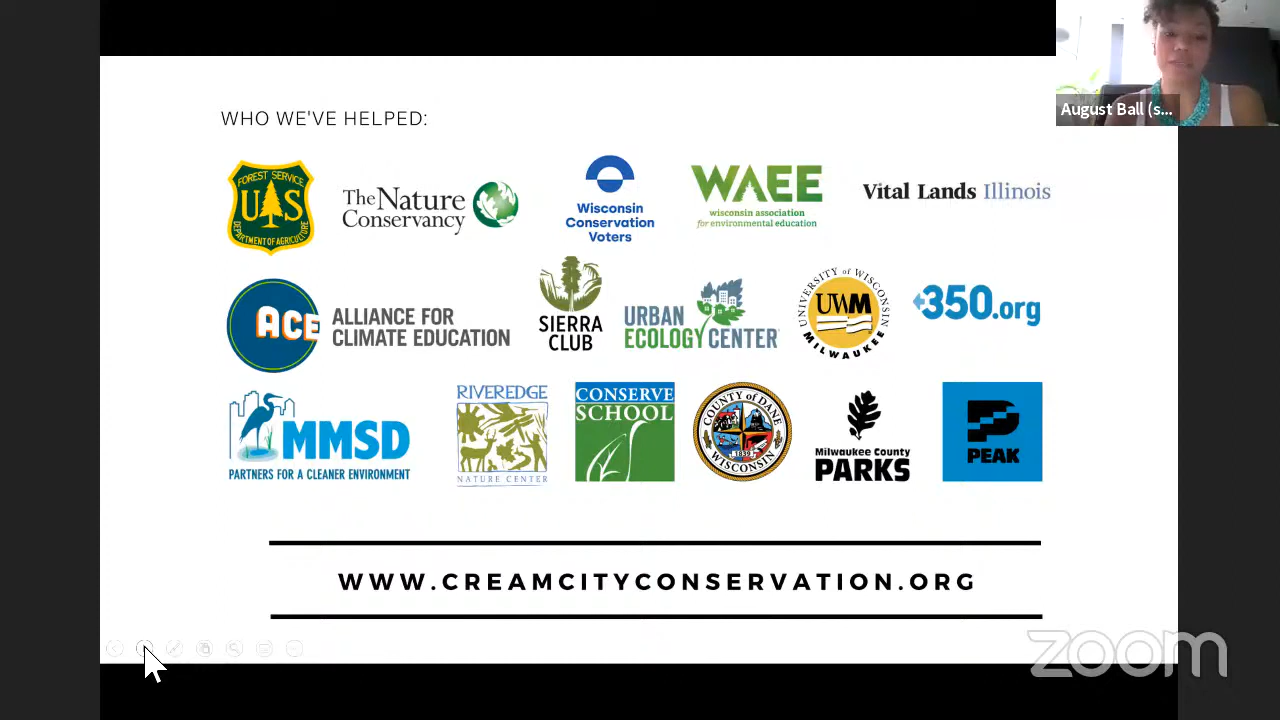 August Ball (s...
WHO WE'VE HELPED:
FOREST SERVICE
US
DEPARTMENT OF AGRICULTURE
The Nature
Conservancy
Wisconsin
Conservation
Voters
WAEE
wisconsin association
for environmental education
Vital Lands Illinois
ACE
ALLIANCE FOR
CLIMATE EDUCATION
SIERRA
CLUB
URBAN
ECOLOGY CENTER
UNIVERSITY of WISCONSIN
UWM
MILWAUKEE
350.org
MMSD
PARTNERS FOR A CLEANER ENVIRONMENT
RIVEREDGE
NATURE CENTER
CONSERVE
SCHOOL
COUNTY of DANE
1839
WISCONSIN
Milwaukee County
PARKS
P
PEAK
WWW.CREAMCITYCONSERVATION.ORG
zoom